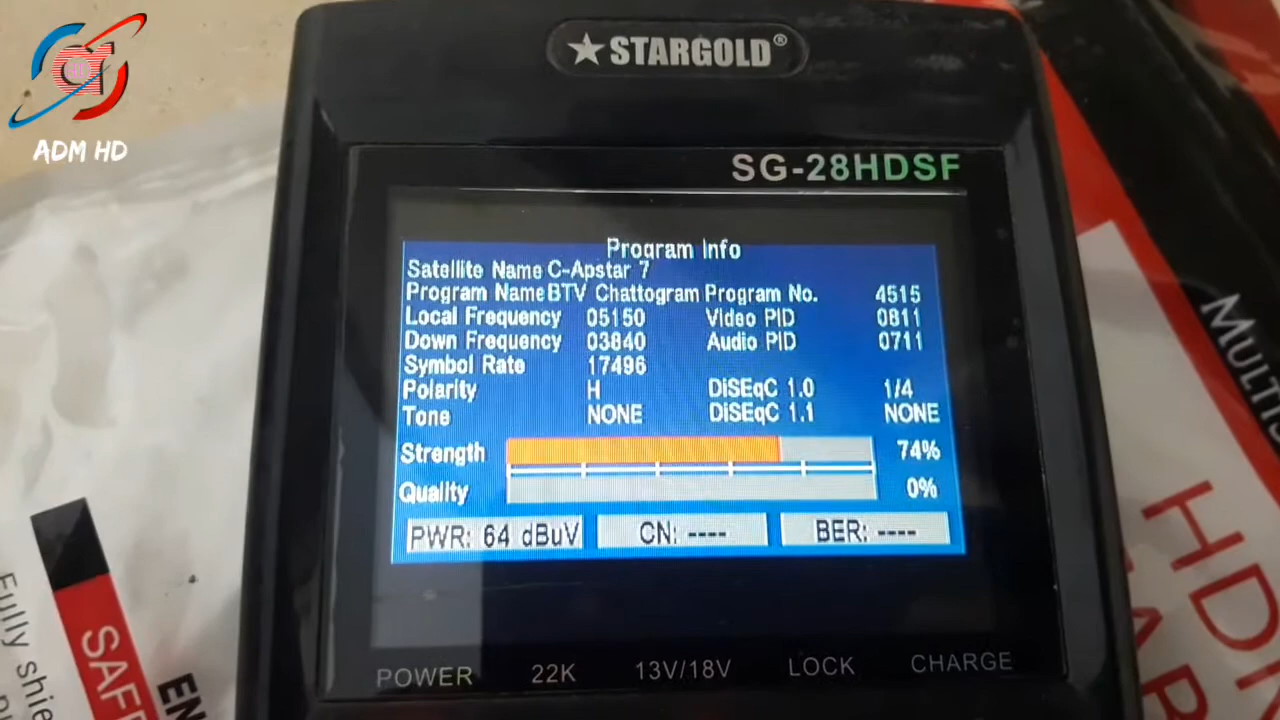 ADM HD
★STARGOLD®
SG-28HDSF
Program Info
Satellite Name C-Apstar 7
Program Name BTV Chattogram Program No. 4515
Local Frequency 05150 Video PID 0811
Down Frequency 03840 Audio PID 0711
Symbol Rate 17496
Polarity H DiSEqC 1.0 1/4
Tone NONE DiSEqC 1.1 NONE
Strength 74%
Quality 0%
PWR: 64 dBuV CN: ---- BER: ----
POWER 22K 13V/18V LOCK CHARGE
Fully